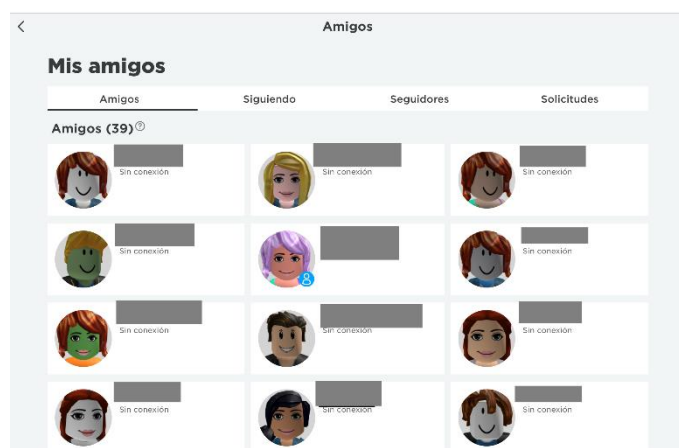 Amigos
Mis amigos
Amigos Siguiendo Seguidores Solicitudes
Amigos (39)
Sin conexión Sin conexión Sin conexión
Sin conexión Sin conexión
Sin conexión Sin conexión Sin conexión
Sin conexión Sin conexión Sin conexión